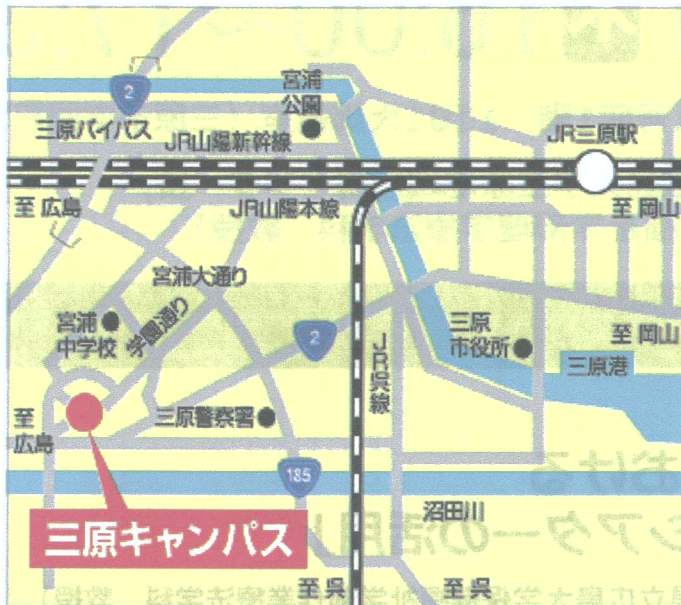 宮浦
公園
2
三原バイパス
JR山陽新幹線
JR三原駅
至 広島
JR山陽本線
至 岡山
宮浦大通り
宮浦
中学校
学園通り
2
JR呉線
三原
市役所
至 岡山
三原港
至
広島
三原警察署
185
沼田川
三原キャンパス
至 呉
至 呉